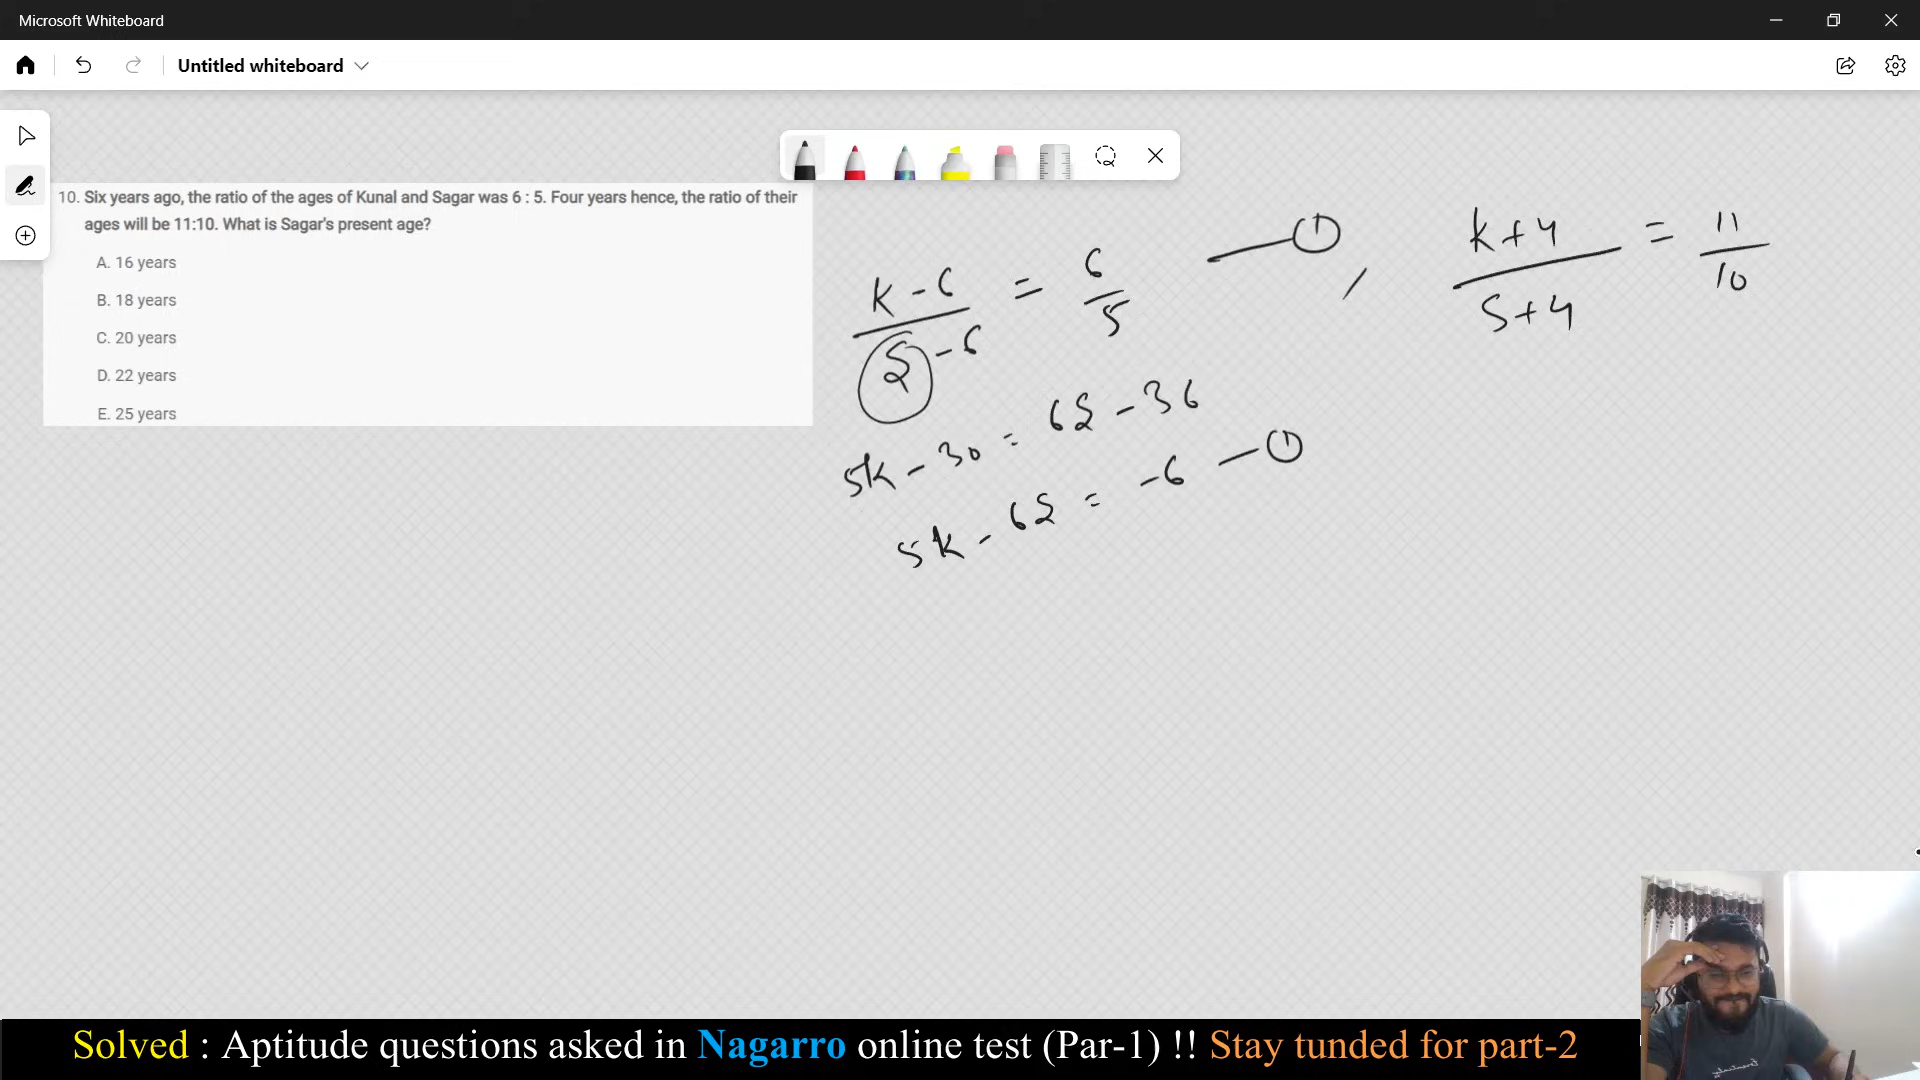 Microsoft Whiteboard
Untitled whiteboard
10. Six years ago, the ratio of the ages of Kunal and Sagar was 6 : 5. Four years hence, the ratio of their
ages will be 11:10. What is Sagar's present age?
A. 16 years
B. 18 years
C. 20 years
D. 22 years
E. 25 years
K-6 / S-6 = 6/5 — ①,
K+4 / S+4 = 11/10
5K - 30 = 6S - 36
5K - 6S = -6 — ①
Solved : Aptitude questions asked in Nagarro online test (Par-1) !! Stay tunded for part-2